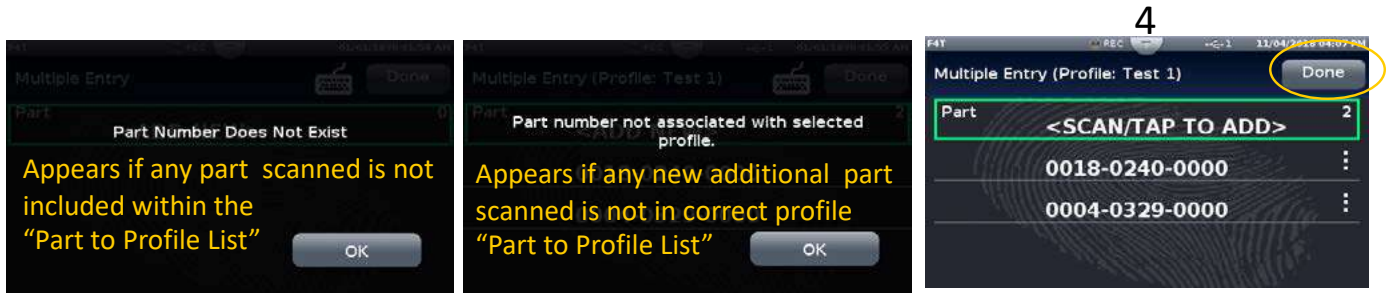 4
F4T
Multiple Entry
Done
Part
0
Part Number Does Not Exist
Appears if any part scanned is not
included within the
“Part to Profile List”
OK
Multiple Entry (Profile: Test 1)
Done
Part
2
Part number not associated with selected
profile.
Appears if any new additional part
scanned is not in correct profile
“Part to Profile List”
OK
F4T
REC
1
11/04/2018 04:07 PM
Multiple Entry (Profile: Test 1)
Done
Part
2
<SCAN/TAP TO ADD>
0018-0240-0000
0004-0329-0000